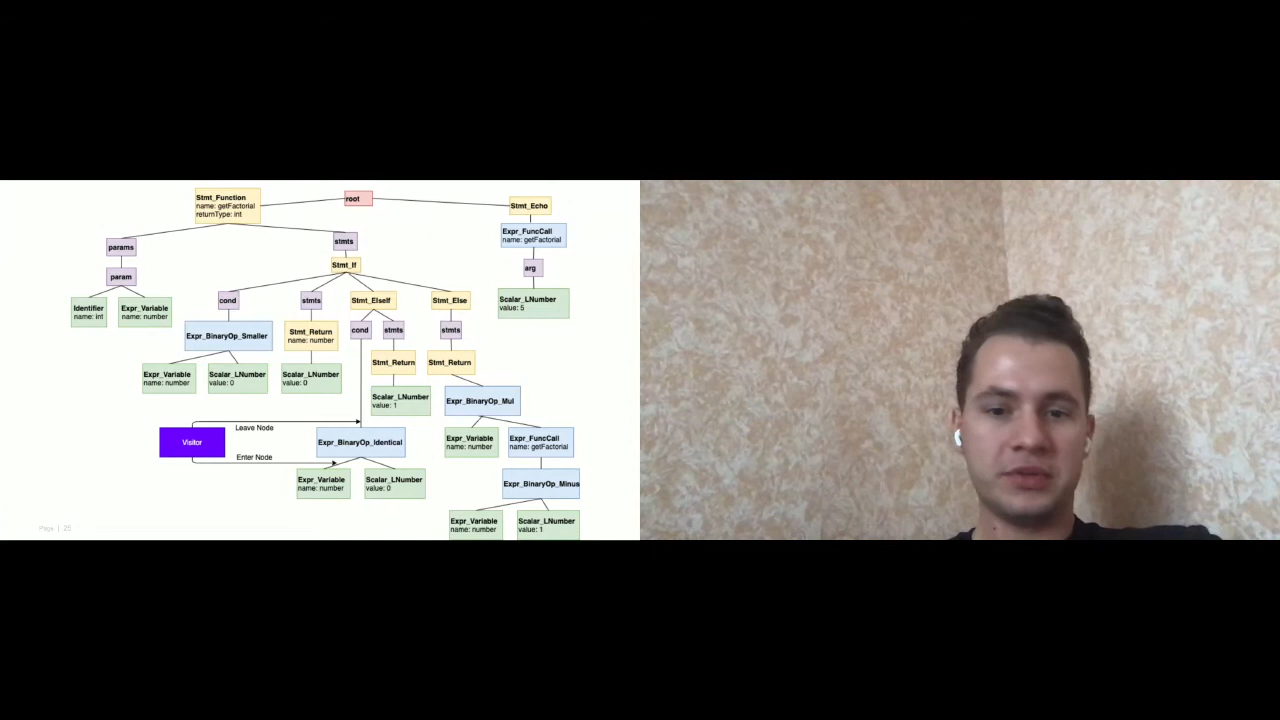 root
Stmt_Function
name: getFactorial
returnType: int
Stmt_Echo
Expr_FuncCall
name: getFactorial
params
stmts
Stmt_If
arg
param
Identifier
name: int
Expr_Variable
name: number
cond
stmts
Stmt_ElseIf
Stmt_Else
Scalar_LNumber
value: 5
Expr_BinaryOp_Smaller
Stmt_Return
name: number
cond
stmts
stmts
Expr_Variable
name: number
Scalar_LNumber
value: 0
Scalar_LNumber
value: 0
Stmt_Return
Stmt_Return
Scalar_LNumber
value: 1
Expr_BinaryOp_Mul
Leave Node
Visitor
Enter Node
Expr_BinaryOp_Identical
Expr_Variable
name: number
Expr_FuncCall
name: getFactorial
Expr_Variable
name: number
Scalar_LNumber
value: 0
Expr_BinaryOp_Minus
Expr_Variable
name: number
Scalar_LNumber
value: 1
Page | 25